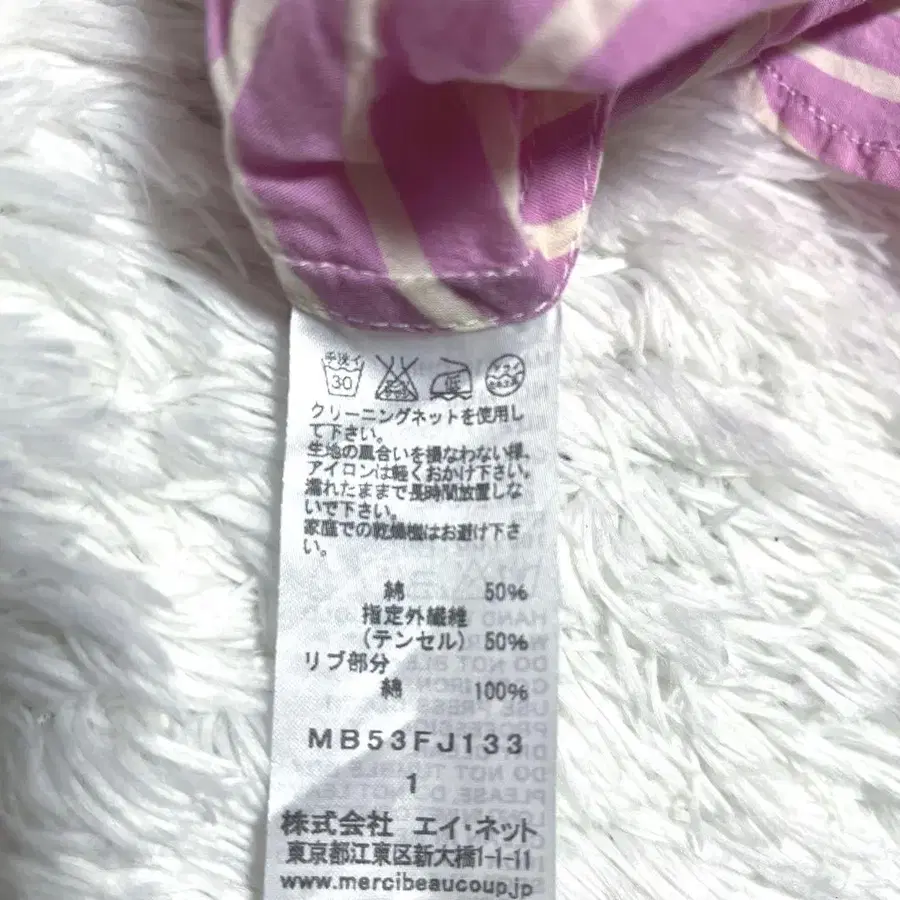 手洗イ
30
低
クリーニングネットを使用し
て下さい。
生地の風合いを損なわない様、
アイロンは軽くおかけ下さい。
濡れたままで長時間放置しな
いで下さい。
家庭での乾燥機はお避け下さ
い。
綿 50%
指定外繊維
(テンセル) 50%
リブ部分
綿 100%
MB53FJ133
1
株式会社 エイ・ネット
東京都江東区新大橋1-1-11
www.mercibeaucoup.jp